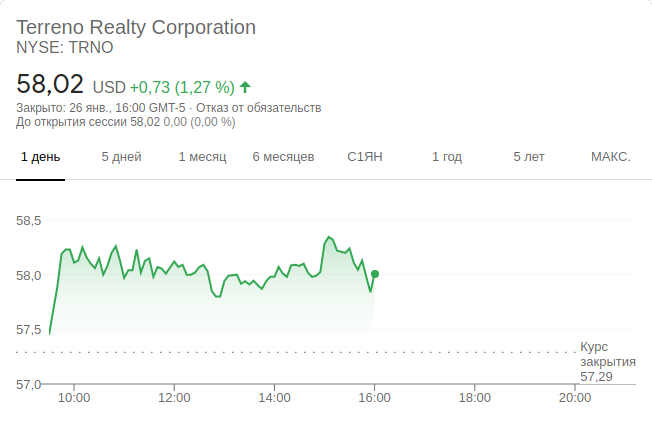 Terreno Realty Corporation
NYSE: TRNO
58,02 USD +0,73 (1,27 %)
Закрыто: 26 янв., 16:00 GMT-5 · Отказ от обязательств
До открытия сессии 58,02 0,00 (0,00 %)
1 день 5 дней 1 месяц 6 месяцев С1ЯН 1 год 5 лет МАКС.
58,5
58,0
57,5
Курс
закрытия
57,29
57,0
10:00 12:00 14:00 16:00 18:00 20:00